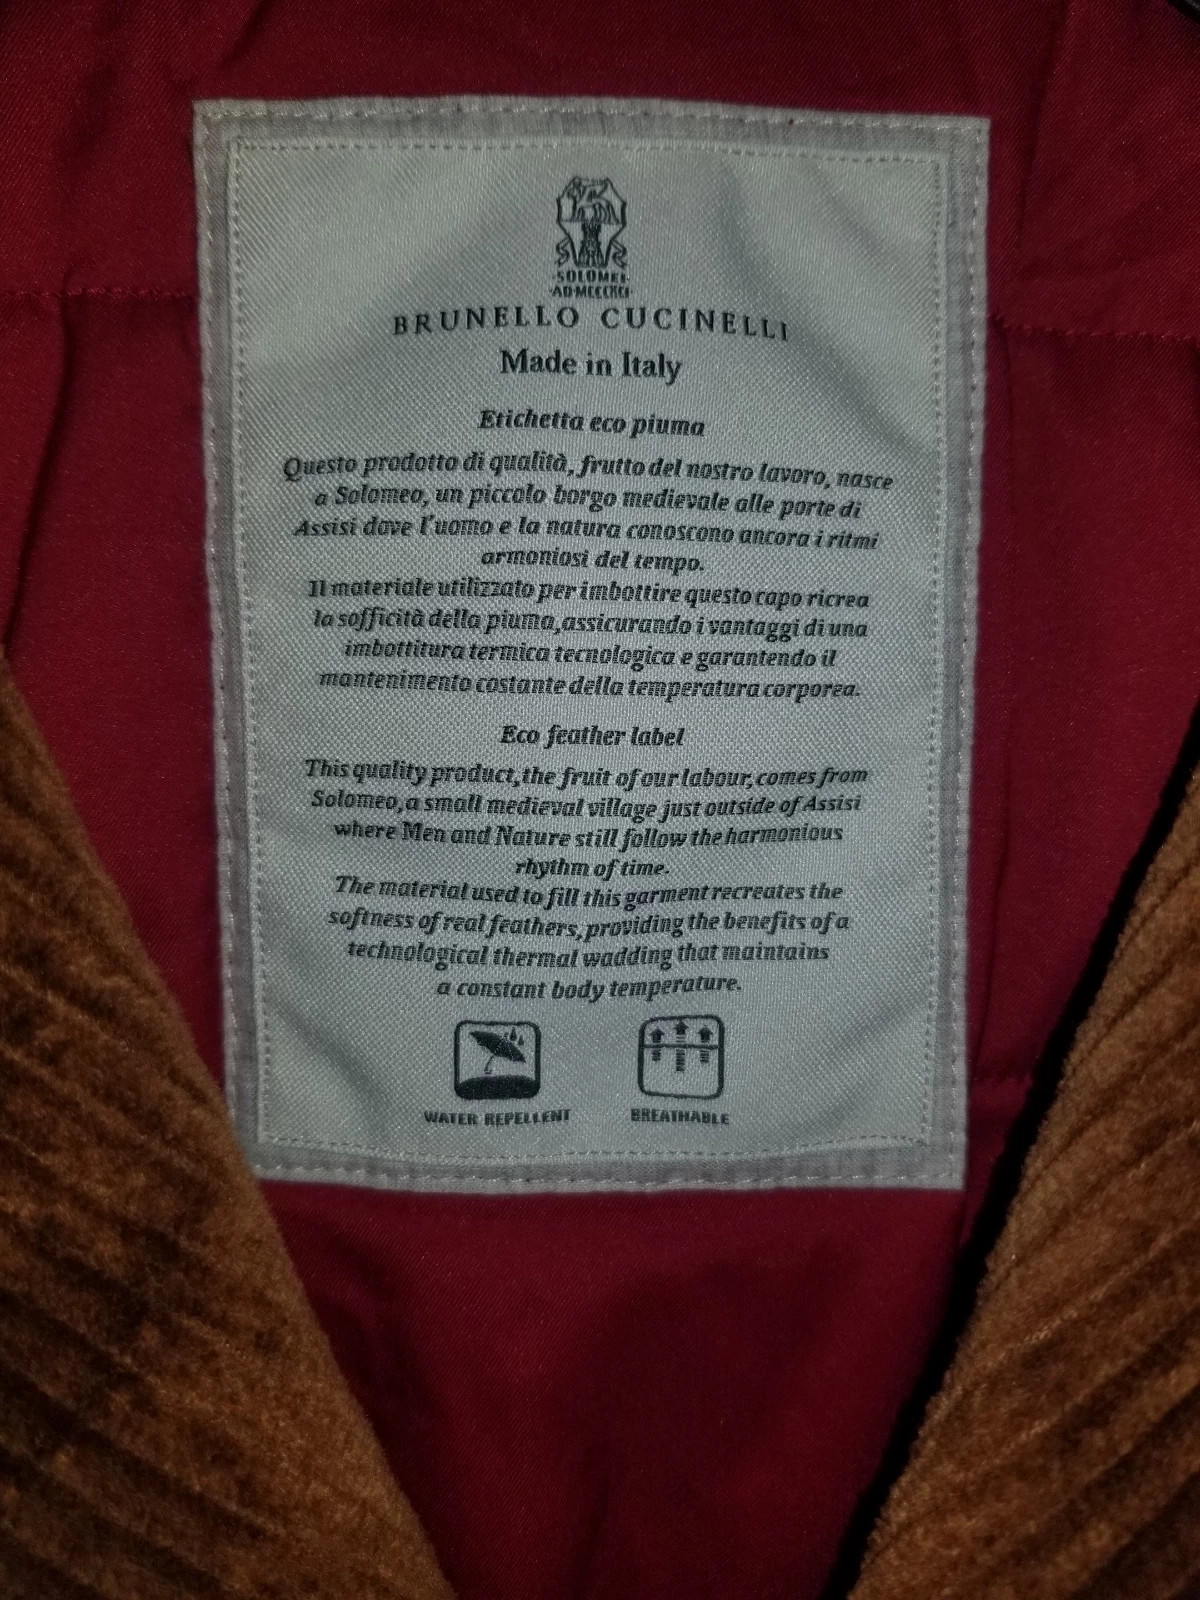 ·SOLOMEI·
·AD·MCCCXCI·
BRUNELLO CUCINELLI
Made in Italy
Etichetta eco piuma
Questo prodotto di qualità, frutto del nostro lavoro, nasce
a Solomeo, un piccolo borgo medievale alle porte di
Assisi dove l'uomo e la natura conoscono ancora i ritmi
armoniosi del tempo.
Il materiale utilizzato per imbottire questo capo ricrea
la sofficità della piuma, assicurando i vantaggi di una
imbottitura termica tecnologica e garantendo il
mantenimento costante della temperatura corporea.
Eco feather label
This quality product, the fruit of our labour, comes from
Solomeo, a small medieval village just outside of Assisi
where Men and Nature still follow the harmonious
rhythm of time.
The material used to fill this garment recreates the
softness of real feathers, providing the benefits of a
technological thermal wadding that maintains
a constant body temperature.
WATER REPELLENT BREATHABLE